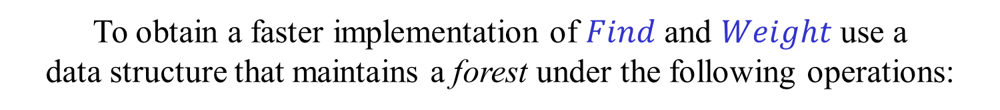 To obtain a faster implementation of Find and Weight use a
data structure that maintains a forest under the following operations: